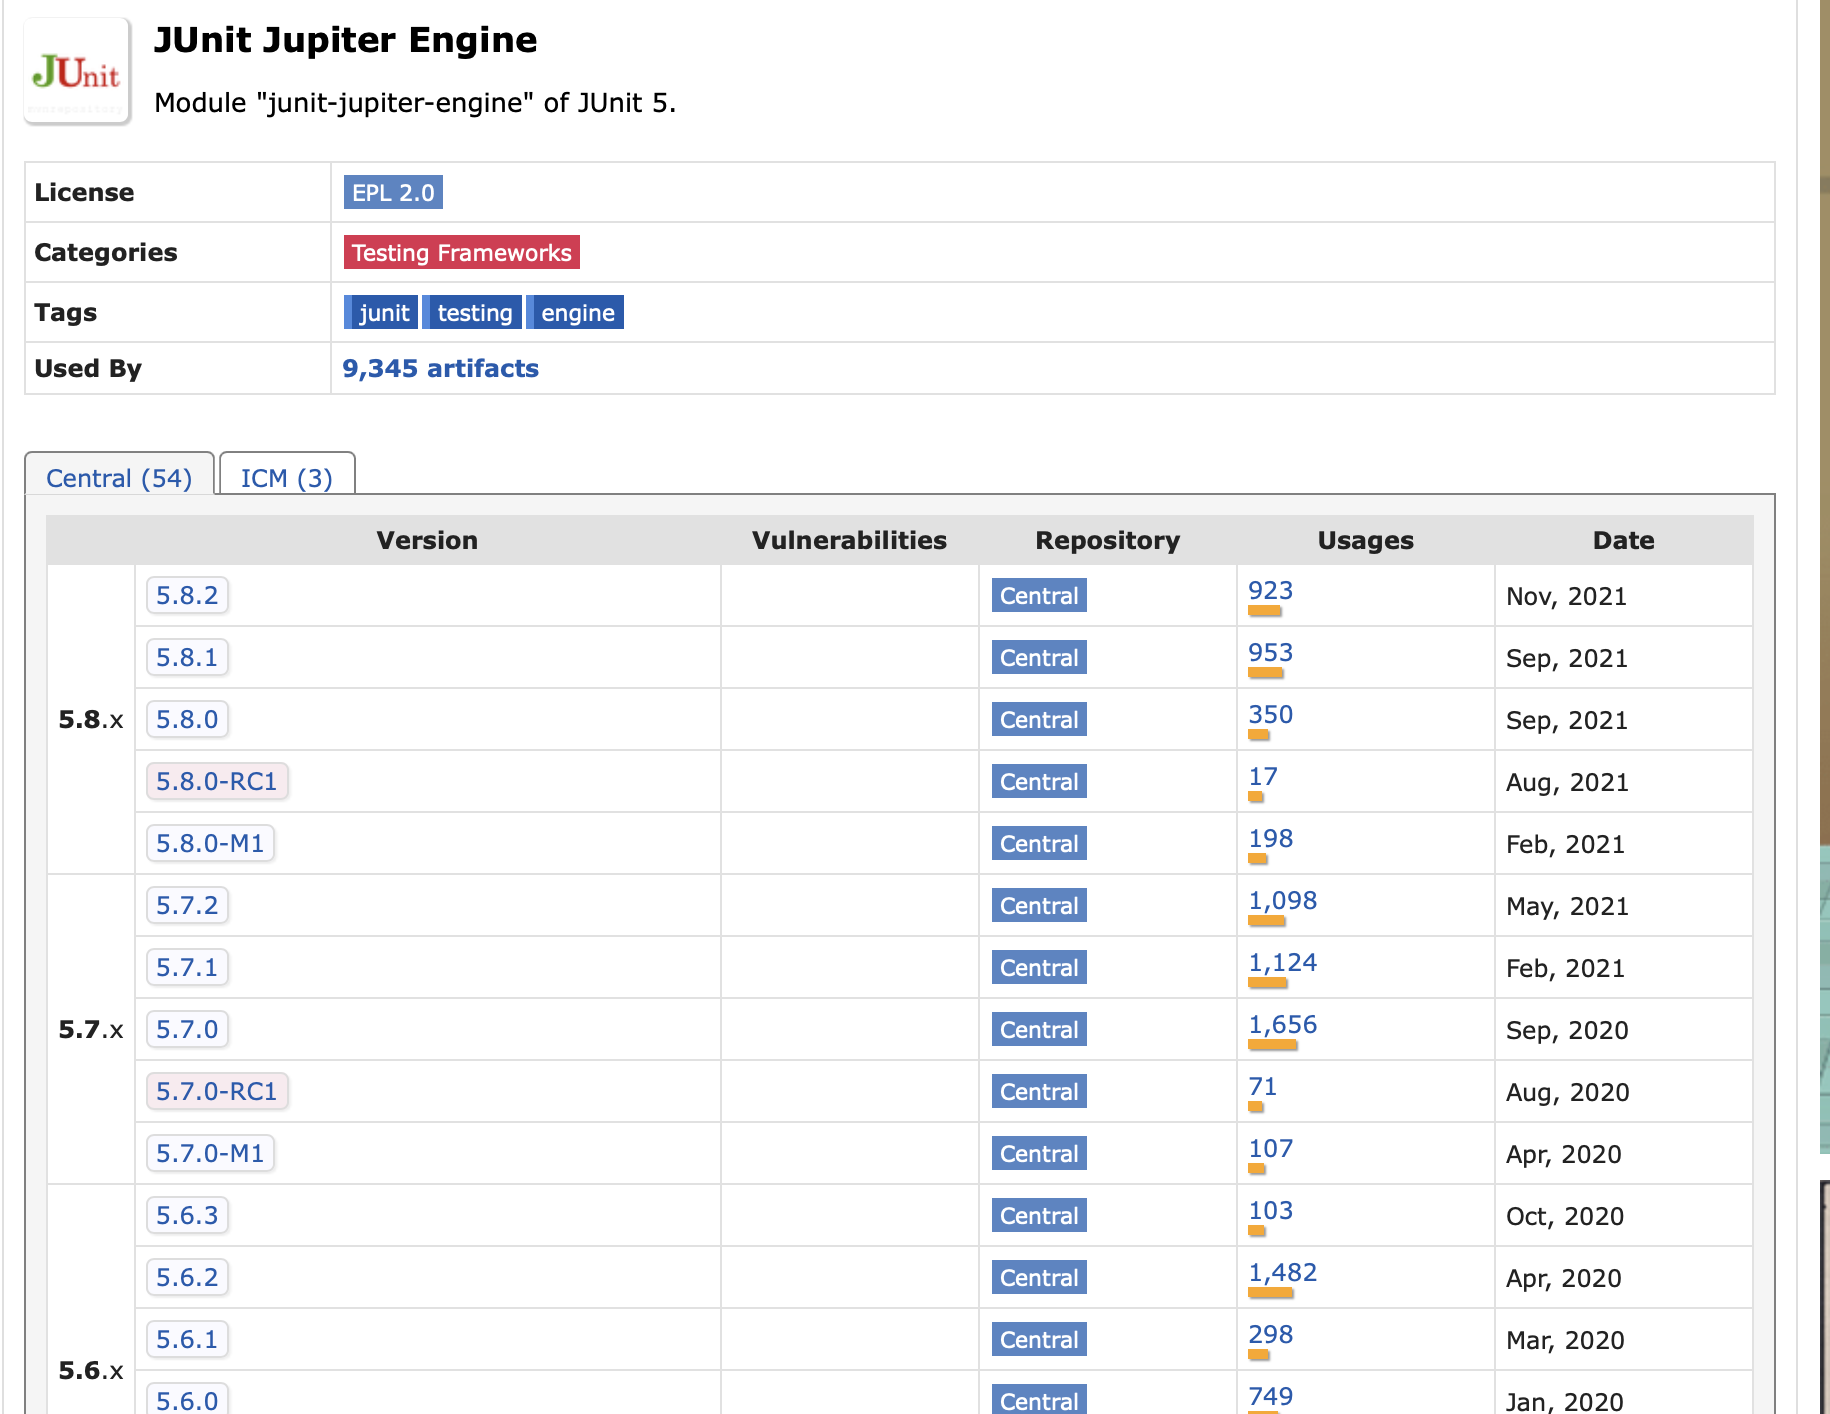 JUnit
JUnit Jupiter Engine
Module "junit-jupiter-engine" of JUnit 5.
License EPL 2.0
Categories Testing Frameworks
Tags junit testing engine
Used By 9,345 artifacts
Central (54) ICM (3)
Version Vulnerabilities Repository Usages Date
5.8.2 Central 923 Nov, 2021
5.8.1 Central 953 Sep, 2021
5.8.x 5.8.0 Central 350 Sep, 2021
5.8.0-RC1 Central 17 Aug, 2021
5.8.0-M1 Central 198 Feb, 2021
5.7.2 Central 1,098 May, 2021
5.7.1 Central 1,124 Feb, 2021
5.7.x 5.7.0 Central 1,656 Sep, 2020
5.7.0-RC1 Central 71 Aug, 2020
5.7.0-M1 Central 107 Apr, 2020
5.6.3 Central 103 Oct, 2020
5.6.2 Central 1,482 Apr, 2020
5.6.1 Central 298 Mar, 2020
5.6.x
5.6.0 Central 749 Jan, 2020